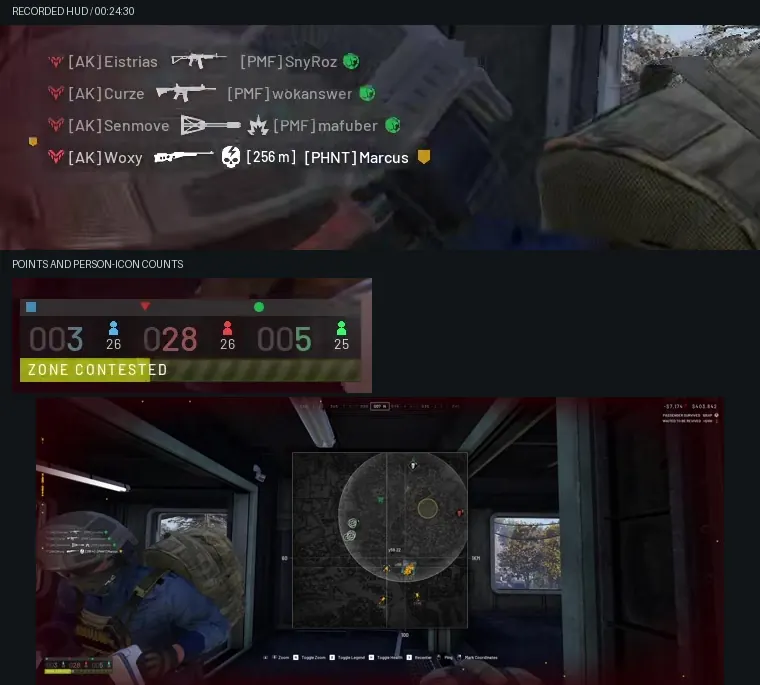 RECORDED HUD / 00:24:30
[AK] Eistrias [PMF] SnyRoz
[AK] Curze [PMF] wokanswer
[AK] Senmove [PMF] mafuber
[AK] Woxy [256 m] [PHNT] Marcus
POINTS AND PERSON-ICON COUNTS
003 26 028 26 005 25
ZONE CONTESTED
Zoom Toggle Zoom Toggle Legend Toggle Health Recenter Ping Mark Coordinates